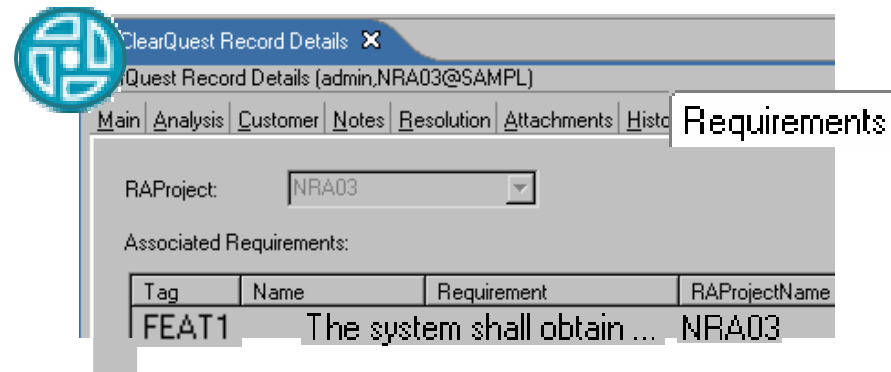 ClearQuest Record Details
Quest Record Details (admin,NRA03@SAMPL)
Main Analysis Customer Notes Resolution Attachments Histo Requirements
RAProject: NRA03
Associated Requirements:
Tag Name Requirement RAProjectName
FEAT1 The system shall obtain ... NRA03